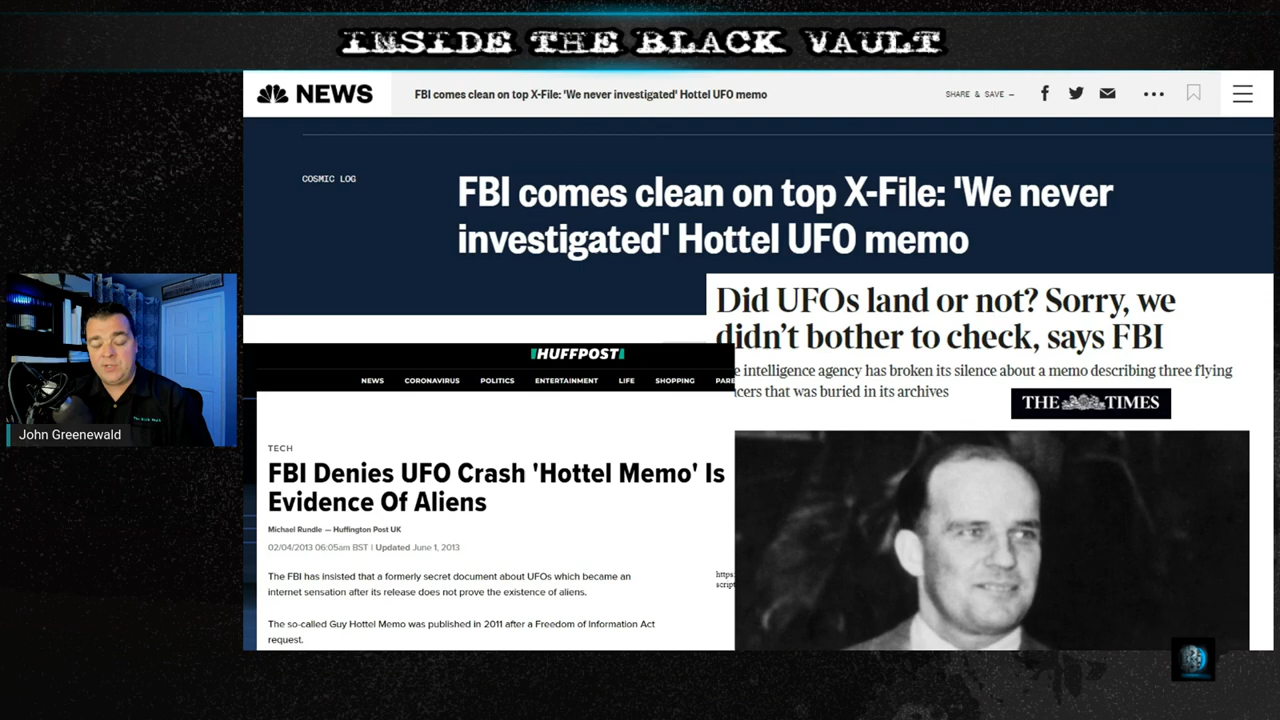 INSIDE THE BLACK VAULT
NEWS
FBI comes clean on top X-File: 'We never investigated' Hottel UFO memo
SHARE & SAVE —
COSMIC LOG
FBI comes clean on top X-File: 'We never
investigated' Hottel UFO memo
Did UFOs land or not? Sorry, we
didn't bother to check, says FBI
intelligence agency has broken its silence about a memo describing three flying
that was buried in its archives
THE TIMES
HUFFPOST
NEWS CORONAVIRUS POLITICS ENTERTAINMENT LIFE SHOPPING PARE
John Greenewald
TECH
FBI Denies UFO Crash 'Hottel Memo' Is
Evidence Of Aliens
Michael Rundle — Huffington Post UK
02/04/2013 06:05am BST | Updated June 1, 2013
The FBI has insisted that a formerly secret document about UFOs which became an
internet sensation after its release does not prove the existence of aliens.
The so-called Guy Hottel Memo was published in 2011 after a Freedom of Information Act
request.
https:
script